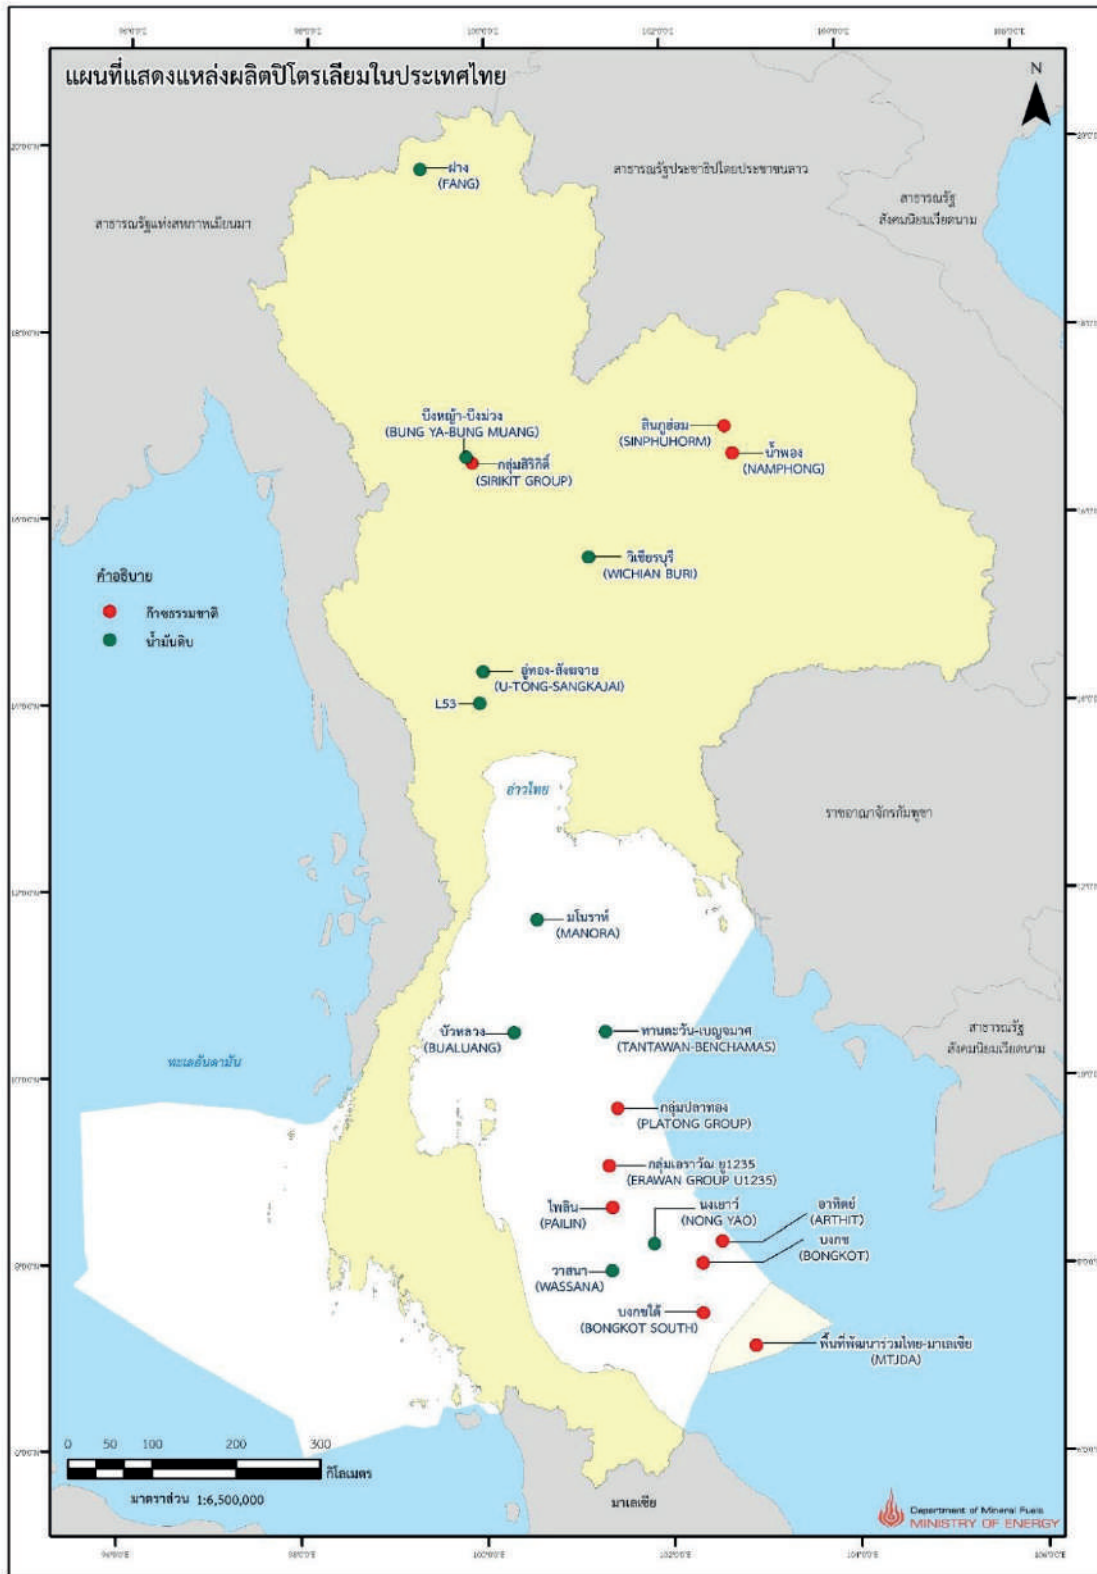 แผนที่แสดงแหล่งผลิตปิโตรเลียมในประเทศไทย
N
ฝาง
(FANG)
สาธารณรัฐประชาธิปไตยประชาชนลาว
สาธารณรัฐ
สังคมนิยมเวียดนาม
สาธารณรัฐแห่งสหภาพเมียนมา
บึงหญ้า-บึงม่วง
(BUNG YA-BUNG MUANG)
กลุ่มสิริกิติ์
(SIRIKIT GROUP)
สินภูฮ่อม
(SINPHUHORM)
น้ำพอง
(NAMPHONG)
วิเชียรบุรี
(WICHIAN BURI)
คำอธิบาย
ก๊าซธรรมชาติ
น้ำมันดิบ
อู่ทอง-สังฆจาย
(U-TONG-SANGKAJAI)
L53
อ่าวไทย
ราชอาณาจักรกัมพูชา
มโนราห์
(MANORA)
บัวหลวง
(BUALUANG)
ทานตะวัน-เบญจมาศ
(TANTAWAN-BENCHAMAS)
สาธารณรัฐ
สังคมนิยมเวียดนาม
ทะเลอันดามัน
กลุ่มปลาทอง
(PLATONG GROUP)
กลุ่มเอราวัณ ยู1235
(ERAWAN GROUP U1235)
ไพลิน
(PAILIN)
นงเยาว์
(NONG YAO)
อาทิตย์
(ARTHIT)
บงกช
(BONGKOT)
วาสนา
(WASSANA)
บงกชใต้
(BONGKOT SOUTH)
พื้นที่พัฒนาร่วมไทย-มาเลเซีย
(MTJDA)
0 50 100 200 300
กิโลเมตร
มาตราส่วน 1:6,500,000
มาเลเซีย
Department of Mineral Fuels
MINISTRY OF ENERGY